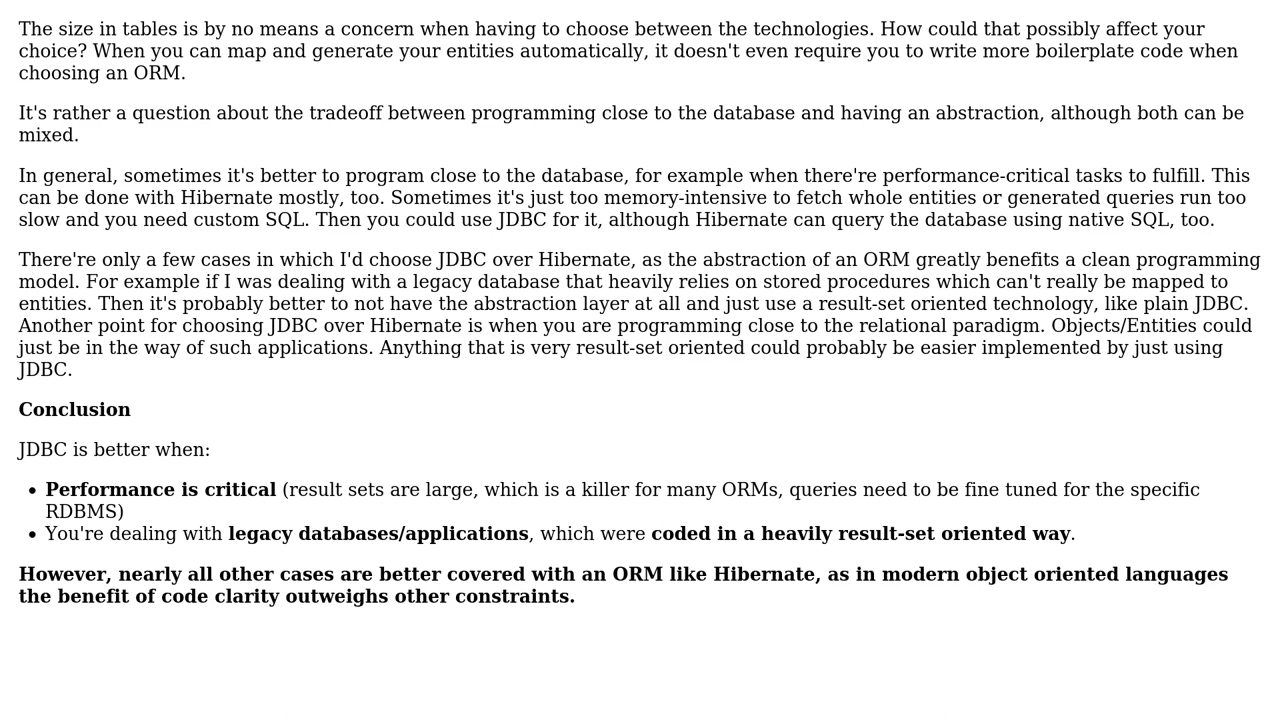 The size in tables is by no means a concern when having to choose between the technologies. How could that possibly affect your
choice? When you can map and generate your entities automatically, it doesn't even require you to write more boilerplate code when
choosing an ORM.
It's rather a question about the tradeoff between programming close to the database and having an abstraction, although both can be
mixed.
In general, sometimes it's better to program close to the database, for example when there're performance-critical tasks to fulfill. This
can be done with Hibernate mostly, too. Sometimes it's just too memory-intensive to fetch whole entities or generated queries run too
slow and you need custom SQL. Then you could use JDBC for it, although Hibernate can query the database using native SQL, too.
There're only a few cases in which I'd choose JDBC over Hibernate, as the abstraction of an ORM greatly benefits a clean programming
model. For example if I was dealing with a legacy database that heavily relies on stored procedures which can't really be mapped to
entities. Then it's probably better to not have the abstraction layer at all and just use a result-set oriented technology, like plain JDBC.
Another point for choosing JDBC over Hibernate is when you are programming close to the relational paradigm. Objects/Entities could
just be in the way of such applications. Anything that is very result-set oriented could probably be easier implemented by just using
JDBC.
Conclusion
JDBC is better when:
• Performance is critical (result sets are large, which is a killer for many ORMs, queries need to be fine tuned for the specific
RDBMS)
• You're dealing with legacy databases/applications, which were coded in a heavily result-set oriented way.
However, nearly all other cases are better covered with an ORM like Hibernate, as in modern object oriented languages
the benefit of code clarity outweighs other constraints.